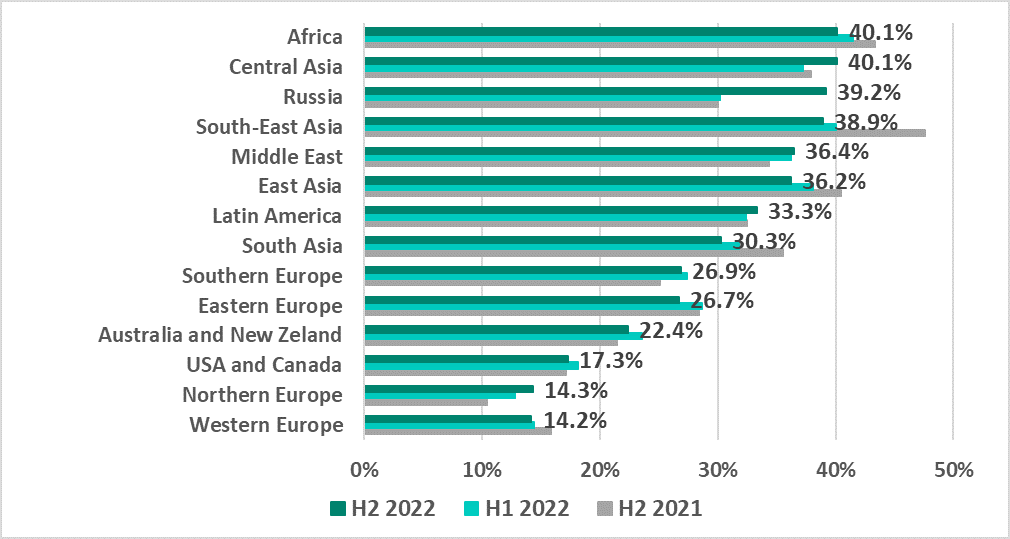 Africa 40.1%
Central Asia 40.1%
Russia 39.2%
South-East Asia 38.9%
Middle East 36.4%
East Asia 36.2%
Latin America 33.3%
South Asia 30.3%
Southern Europe 26.9%
Eastern Europe 26.7%
Australia and New Zeland 22.4%
USA and Canada 17.3%
Northern Europe 14.3%
Western Europe 14.2%
0% 10% 20% 30% 40% 50%
H2 2022 H1 2022 H2 2021